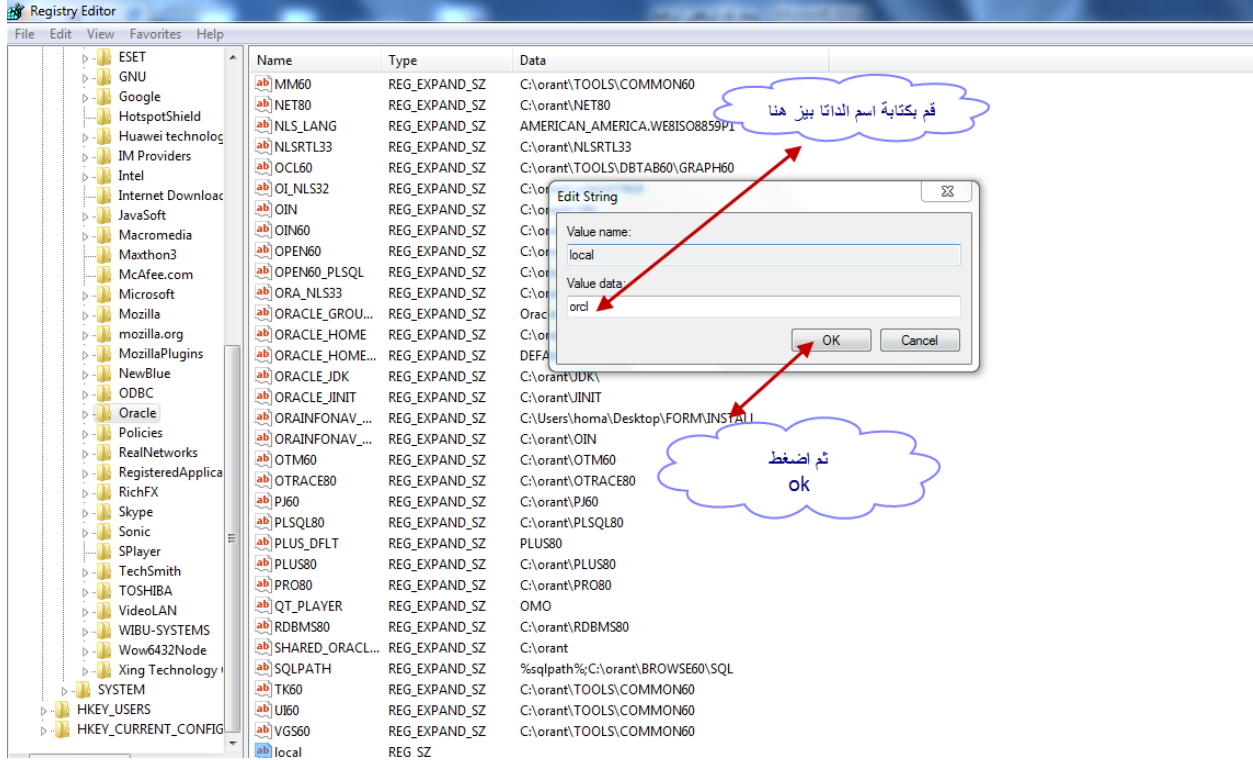 Registry Editor
File Edit View Favorites Help
ESET
GNU
Google
HotspotShield
Huawei technolog
IM Providers
Intel
Internet Downloac
JavaSoft
Macromedia
Maxthon3
McAfee.com
Microsoft
Mozilla
mozilla.org
MozillaPlugins
NewBlue
ODBC
Oracle
Policies
RealNetworks
RegisteredApplica
RichFX
Skype
Sonic
SPlayer
TechSmith
TOSHIBA
VideoLAN
WIBU-SYSTEMS
Wow6432Node
Xing Technology
SYSTEM
HKEY_USERS
HKEY_CURRENT_CONFIG
Name Type Data
MM60 REG_EXPAND_SZ C:\orant\TOOLS\COMMON60
NET80 REG_EXPAND_SZ C:\orant\NET80
NLS_LANG REG_EXPAND_SZ AMERICAN_AMERICA.WE8ISO8859P1
NLSRTL33 REG_EXPAND_SZ C:\orant\NLSRTL33
OCL60 REG_EXPAND_SZ C:\orant\TOOLS\DBTAB60\GRAPH60
OI_NLS32 REG_EXPAND_SZ C:\or
OIN REG_EXPAND_SZ C:\or
OIN60 REG_EXPAND_SZ C:\or
OPEN60 REG_EXPAND_SZ C:\or
OPEN60_PLSQL REG_EXPAND_SZ C:\or
ORA_NLS33 REG_EXPAND_SZ C:\or
ORACLE_GROU... REG_EXPAND_SZ Orac
ORACLE_HOME REG_EXPAND_SZ C:\or
ORACLE_HOME... REG_EXPAND_SZ DEFA
ORACLE_JDK REG_EXPAND_SZ C:\orant\JDK\
ORACLE_JINIT REG_EXPAND_SZ C:\orant\JINIT
ORAINFONAV_... REG_EXPAND_SZ C:\Users\homa\Desktop\FORM\INSTALL
ORAINFONAV_... REG_EXPAND_SZ C:\orant\OIN
OTM60 REG_EXPAND_SZ C:\orant\OTM60
OTRACE80 REG_EXPAND_SZ C:\orant\OTRACE80
PJ60 REG_EXPAND_SZ C:\orant\PJ60
PLSQL80 REG_EXPAND_SZ C:\orant\PLSQL80
PLUS_DFLT REG_EXPAND_SZ PLUS80
PLUS80 REG_EXPAND_SZ C:\orant\PLUS80
PRO80 REG_EXPAND_SZ C:\orant\PRO80
QT_PLAYER REG_EXPAND_SZ OMO
RDBMS80 REG_EXPAND_SZ C:\orant\RDBMS80
SHARED_ORACL... REG_EXPAND_SZ C:\orant
SQLPATH REG_EXPAND_SZ %sqlpath%;C:\orant\BROWSE60\SQL
TK60 REG_EXPAND_SZ C:\orant\TOOLS\COMMON60
UI60 REG_EXPAND_SZ C:\orant\TOOLS\COMMON60
VGS60 REG_EXPAND_SZ C:\orant\TOOLS\COMMON60
local REG_SZ
قم بكتابة اسم الداتا بيز هنا
Edit String
Value name:
local
Value data:
orcl
OK Cancel
ثم اضغط
ok